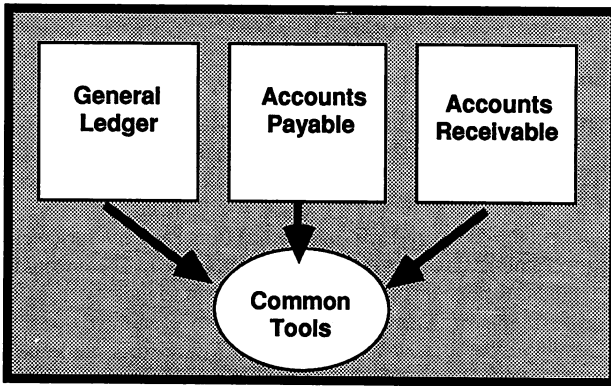 General
Ledger
Accounts
Payable
Accounts
Receivable
Common
Tools